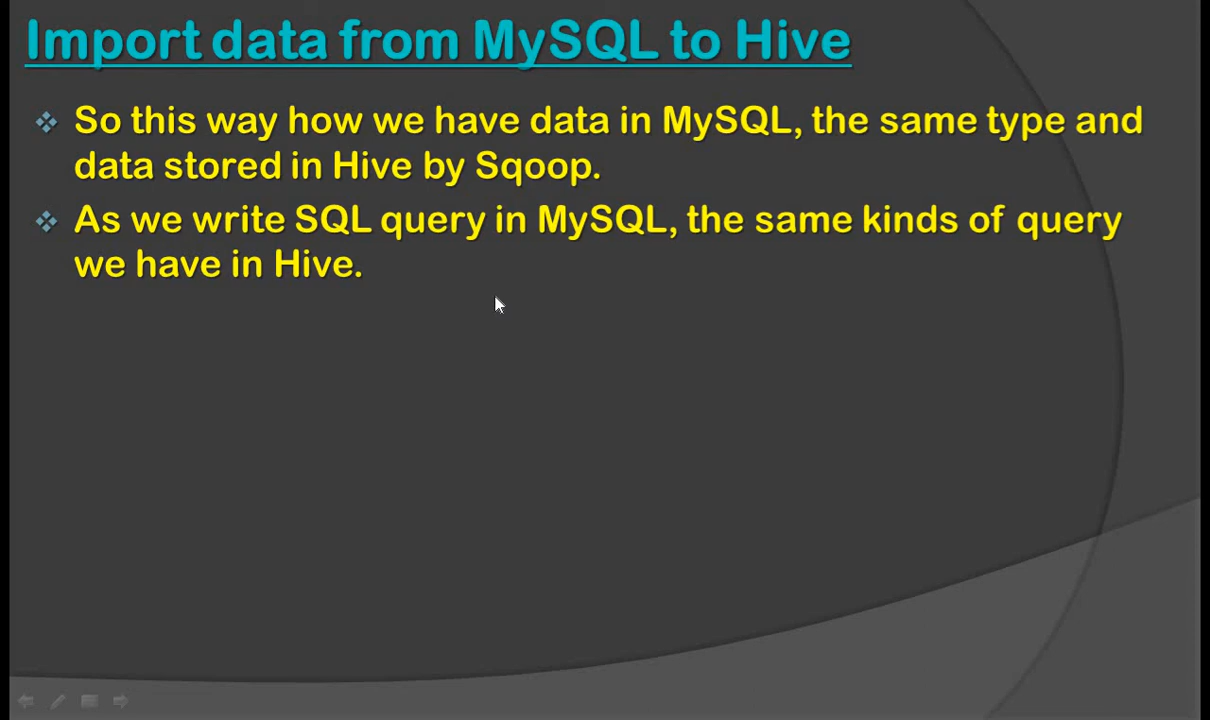 Import data from MySQL to Hive
So this way how we have data in MySQL, the same type and
data stored in Hive by Sqoop.
As we write SQL query in MySQL, the same kinds of query
we have in Hive.